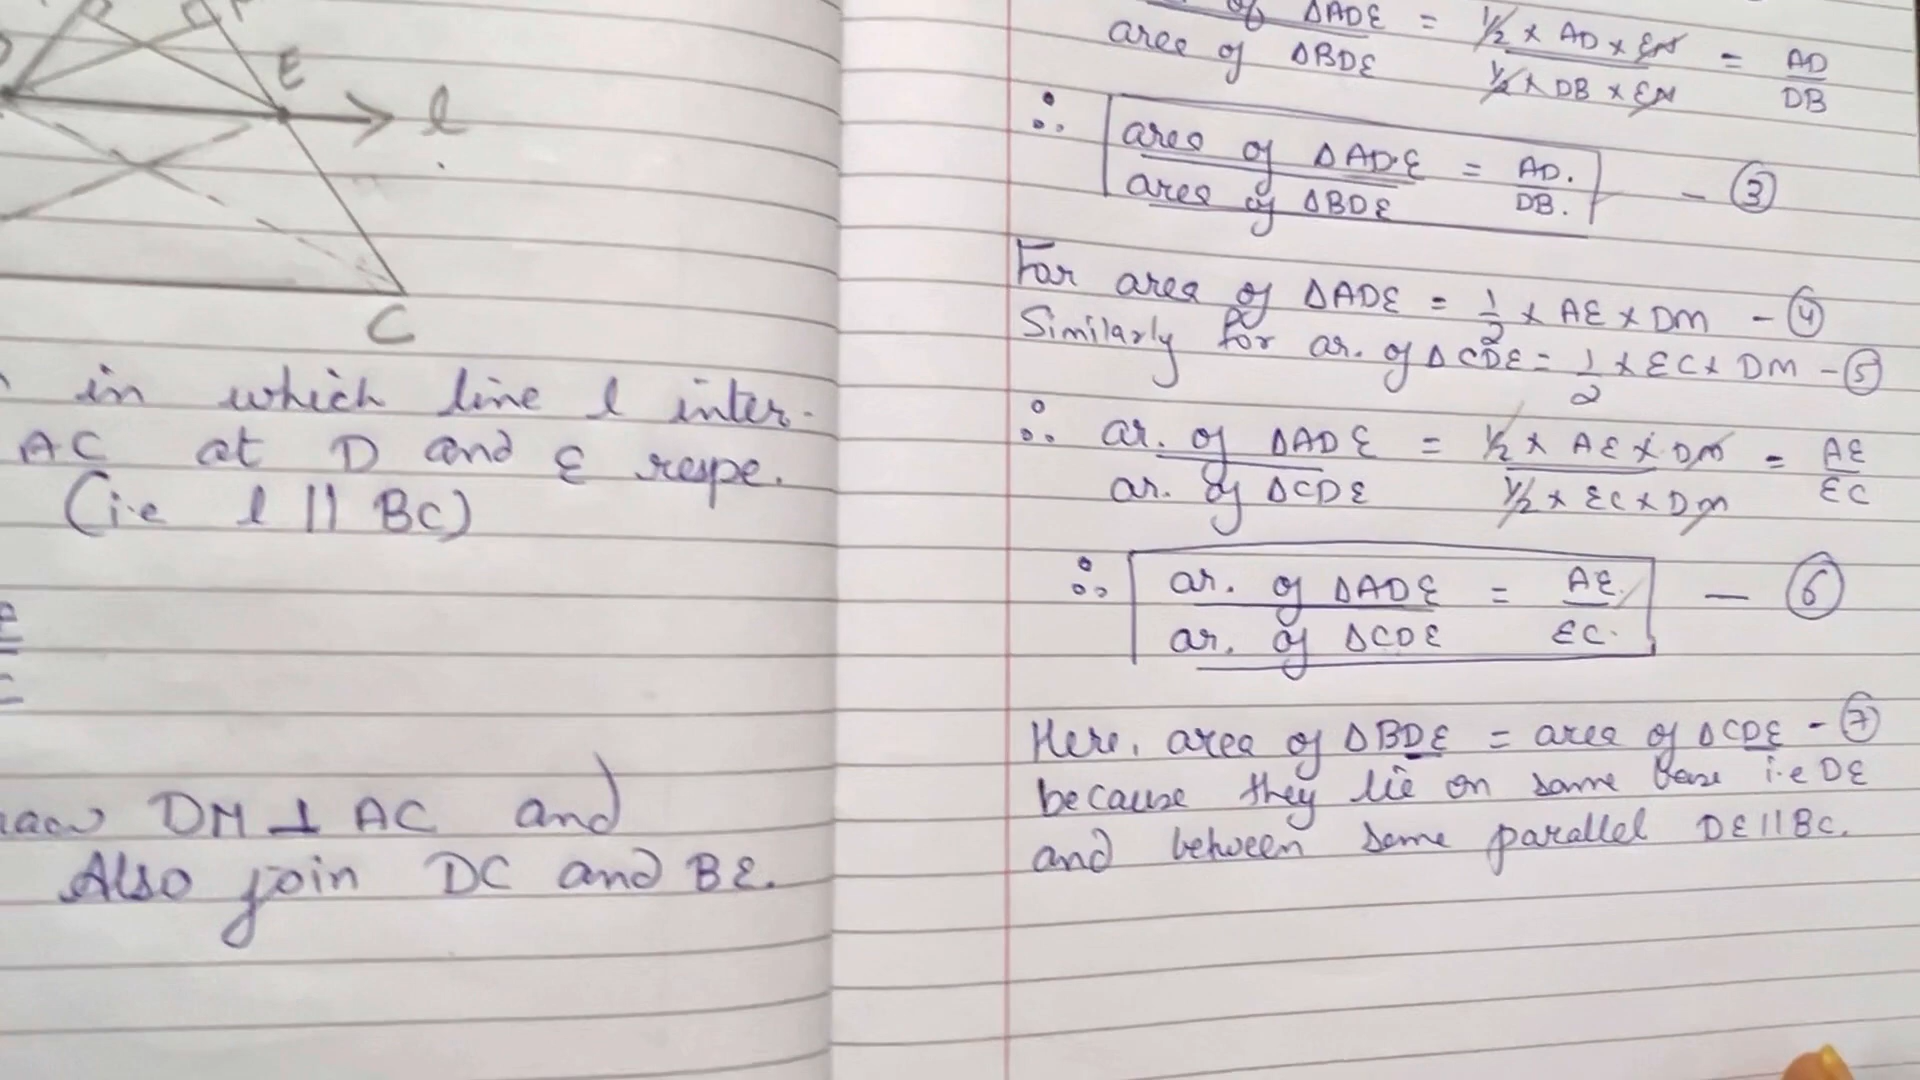 E
l
C
in which line l inter-
AC at D and E respe.
(i.e l || BC)
DM ⊥ AC and
Also join DC and BE.
of ΔADE = 1/2 × AD × EN = AD
area of ΔBDE 1/2 × DB × EN DB
∴ area of ΔADE = AD. - ③
area of ΔBDE DB.
For area of ΔADE = 1/2 × AE × DM - ④
Similarly for ar. of ΔCDE = 1/2 × EC × DM - ⑤
∴ ar. of ΔADE = 1/2 × AE × DM = AE
ar. of ΔCDE 1/2 × EC × DM EC
∴ ar. of ΔADE = AE - ⑥
ar. of ΔCDE EC.
Here, area of ΔBDE = area of ΔCDE - ⑦
because they lie on same base i.e DE
and between same parallel DE || BC.